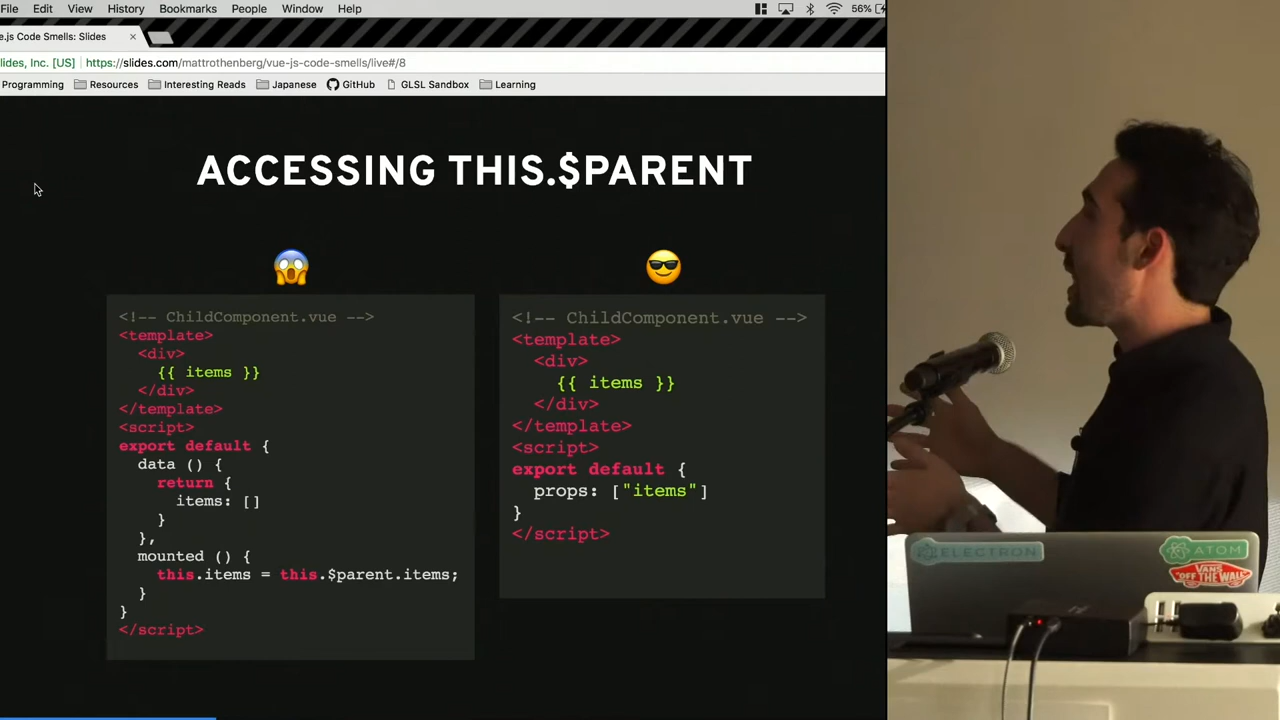 File Edit View History Bookmarks People Window Help
56%
e.js Code Smells: Slides ×
lides, Inc. [US] https://slides.com/mattrothenberg/vue-js-code-smells/live#/8
Programming Resources Interesting Reads Japanese GitHub GLSL Sandbox Learning
ACCESSING THIS.$PARENT
<!-- ChildComponent.vue -->
<template>
<div>
{{ items }}
</div>
</template>
<script>
export default {
data () {
return {
items: []
}
},
mounted () {
this.items = this.$parent.items;
}
}
</script>
<!-- ChildComponent.vue -->
<template>
<div>
{{ items }}
</div>
</template>
<script>
export default {
props: ["items"]
}
</script>
ELECTRON
ATOM
VANS
"OFF THE WALL"